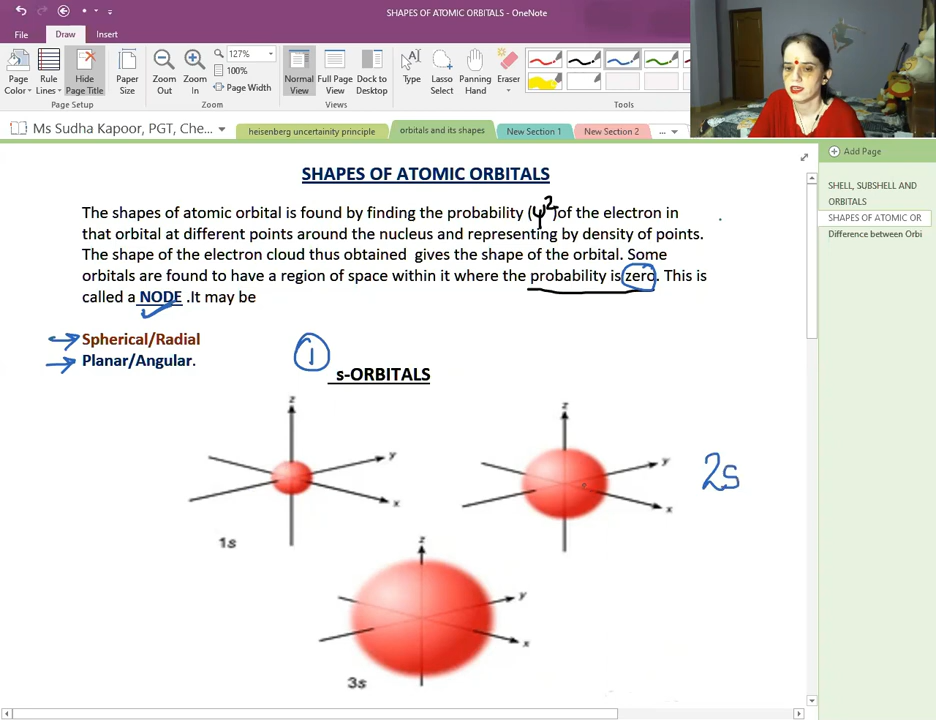 SHAPES OF ATOMIC ORBITALS - OneNote
File
Draw
Insert
127%
100%
Page Width
Page Color
Rule Lines
Hide Page Title
Paper Size
Zoom Out
Zoom In
Normal View
Full Page View
Dock to Desktop
Type
Lasso Select
Panning Hand
Eraser
Page Setup
Zoom
Views
Tools
Ms Sudha Kapoor, PGT, Che...
heisenberg uncertainity principle
orbitals and its shapes
New Section 1
New Section 2
Add Page
SHELL, SUBSHELL AND
ORBITALS
SHAPES OF ATOMIC OR
Difference between Orbi
SHAPES OF ATOMIC ORBITALS
The shapes of atomic orbital is found by finding the probability (ψ²)of the electron in
that orbital at different points around the nucleus and representing by density of points.
The shape of the electron cloud thus obtained gives the shape of the orbital. Some
orbitals are found to have a region of space within it where the probability is zero. This is
called a NODE .It may be
Spherical/Radial
Planar/Angular.
1
s-ORBITALS
z
y
x
1s
z
y
x
2s
z
y
x
3s